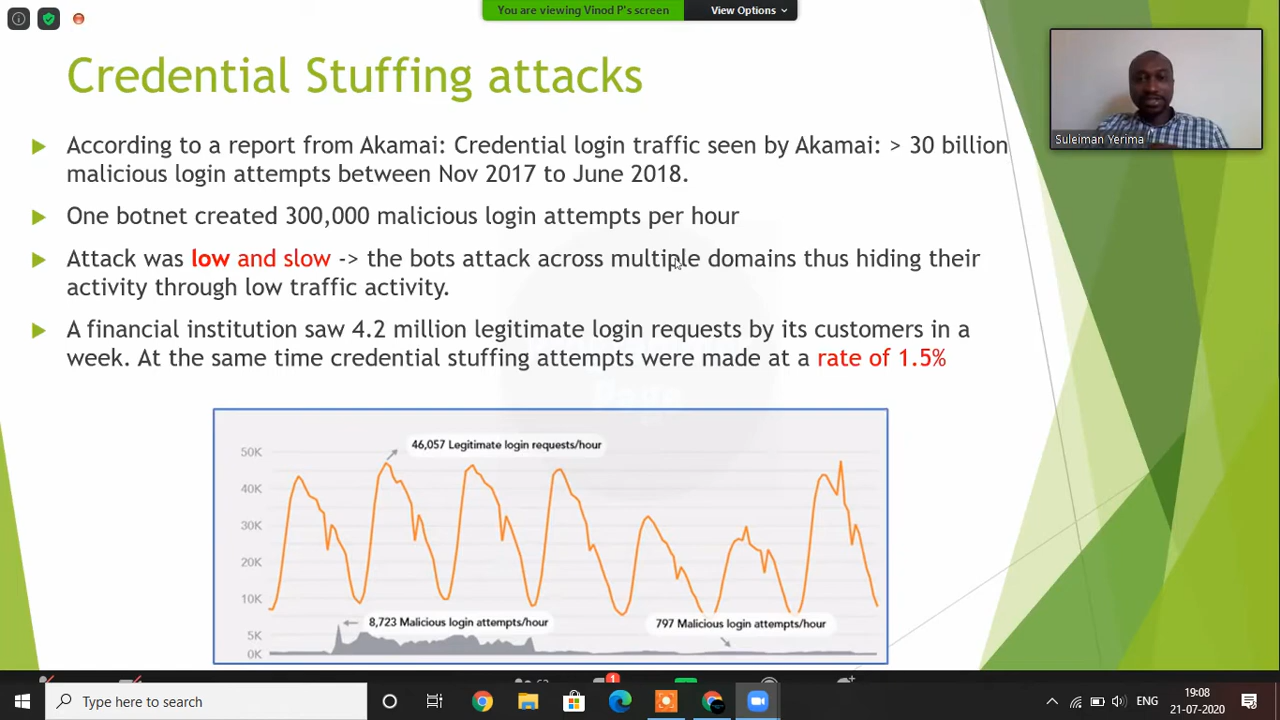 You are viewing Vinod P's screen
View Options
Credential Stuffing attacks
According to a report from Akamai: Credential login traffic seen by Akamai: > 30 billion
malicious login attempts between Nov 2017 to June 2018.
One botnet created 300,000 malicious login attempts per hour
Attack was low and slow -> the bots attack across multiple domains thus hiding their
activity through low traffic activity.
A financial institution saw 4.2 million legitimate login requests by its customers in a
week. At the same time credential stuffing attempts were made at a rate of 1.5%
Suleiman Yerima
46,057 Legitimate login requests/hour
50K
40K
30K
20K
10K
8,723 Malicious login attempts/hour
797 Malicious login attempts/hour
5K
0K
Type here to search
1
ENG
19:08
21-07-2020